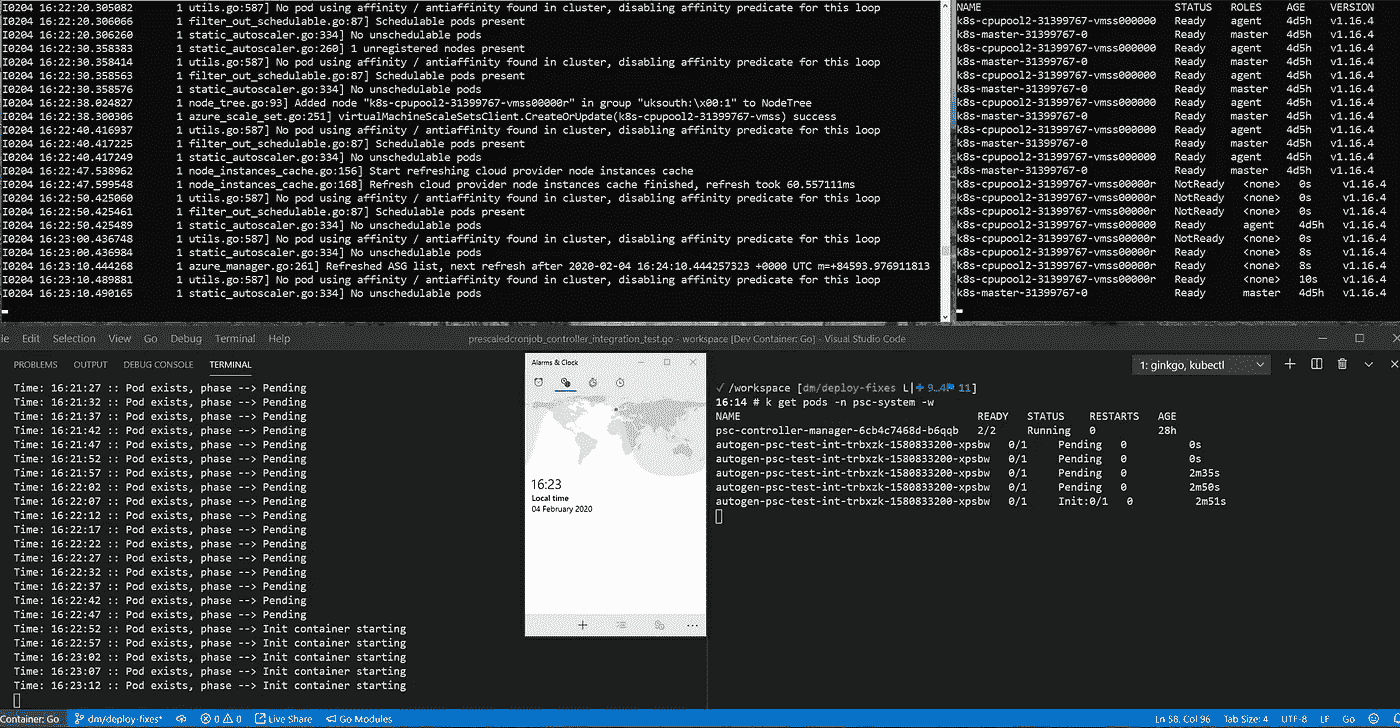 I0204 16:22:20.305082 1 utils.go:587] No pod using affinity / antiaffinity found in cluster, disabling affinity predicate for this loop
I0204 16:22:20.306066 1 filter_out_schedulable.go:87] Schedulable pods present
I0204 16:22:20.306260 1 static_autoscaler.go:334] No unschedulable pods
I0204 16:22:30.358383 1 static_autoscaler.go:260] 1 unregistered nodes present
I0204 16:22:30.358414 1 utils.go:587] No pod using affinity / antiaffinity found in cluster, disabling affinity predicate for this loop
I0204 16:22:30.358563 1 filter_out_schedulable.go:87] Schedulable pods present
I0204 16:22:30.358576 1 static_autoscaler.go:334] No unschedulable pods
I0204 16:22:38.024827 1 node_tree.go:93] Added node "k8s-cpupool2-31399767-vmss00000r" in group "uksouth:\x00:1" to NodeTree
I0204 16:22:38.300306 1 azure_scale_set.go:251] virtualMachineScaleSetsClient.CreateOrUpdate(k8s-cpupool2-31399767-vmss) success
I0204 16:22:40.416937 1 utils.go:587] No pod using affinity / antiaffinity found in cluster, disabling affinity predicate for this loop
I0204 16:22:40.417225 1 filter_out_schedulable.go:87] Schedulable pods present
I0204 16:22:40.417249 1 static_autoscaler.go:334] No unschedulable pods
I0204 16:22:47.538962 1 node_instances_cache.go:156] Start refreshing cloud provider node instances cache
I0204 16:22:47.599548 1 node_instances_cache.go:168] Refresh cloud provider node instances cache finished, refresh took 60.557111ms
I0204 16:22:50.425060 1 utils.go:587] No pod using affinity / antiaffinity found in cluster, disabling affinity predicate for this loop
I0204 16:22:50.425461 1 filter_out_schedulable.go:87] Schedulable pods present
I0204 16:22:50.425489 1 static_autoscaler.go:334] No unschedulable pods
I0204 16:23:00.436748 1 utils.go:587] No pod using affinity / antiaffinity found in cluster, disabling affinity predicate for this loop
I0204 16:23:00.436984 1 static_autoscaler.go:334] No unschedulable pods
I0204 16:23:10.444268 1 azure_manager.go:261] Refreshed ASG list, next refresh after 2020-02-04 16:24:10.444257323 +0000 UTC m=+84593.976911813
I0204 16:23:10.489881 1 utils.go:587] No pod using affinity / antiaffinity found in cluster, disabling affinity predicate for this loop
I0204 16:23:10.490165 1 static_autoscaler.go:334] No unschedulable pods
NAME STATUS ROLES AGE VERSION
k8s-cpupool2-31399767-vmss000000 Ready agent 4d5h v1.16.4
k8s-master-31399767-0 Ready master 4d5h v1.16.4
k8s-cpupool2-31399767-vmss000000 Ready agent 4d5h v1.16.4
k8s-master-31399767-0 Ready master 4d5h v1.16.4
k8s-cpupool2-31399767-vmss000000 Ready agent 4d5h v1.16.4
k8s-master-31399767-0 Ready master 4d5h v1.16.4
k8s-cpupool2-31399767-vmss000000 Ready agent 4d5h v1.16.4
k8s-master-31399767-0 Ready master 4d5h v1.16.4
k8s-cpupool2-31399767-vmss000000 Ready agent 4d5h v1.16.4
k8s-master-31399767-0 Ready master 4d5h v1.16.4
k8s-cpupool2-31399767-vmss000000 Ready agent 4d5h v1.16.4
k8s-master-31399767-0 Ready master 4d5h v1.16.4
k8s-cpupool2-31399767-vmss00000r NotReady <none> 0s v1.16.4
k8s-cpupool2-31399767-vmss00000r NotReady <none> 0s v1.16.4
k8s-cpupool2-31399767-vmss00000r NotReady <none> 0s v1.16.4
k8s-cpupool2-31399767-vmss000000 Ready agent 4d5h v1.16.4
k8s-cpupool2-31399767-vmss00000r NotReady <none> 0s v1.16.4
k8s-cpupool2-31399767-vmss00000r Ready <none> 8s v1.16.4
k8s-cpupool2-31399767-vmss00000r Ready <none> 8s v1.16.4
k8s-cpupool2-31399767-vmss00000r Ready <none> 10s v1.16.4
k8s-master-31399767-0 Ready master 4d5h v1.16.4
le Edit Selection View Go Debug Terminal Help
prescaledcronjob_controller_integration_test.go - workspace [Dev Container: Go] - Visual Studio Code
PROBLEMS OUTPUT DEBUG CONSOLE TERMINAL
1: ginkgo, kubectl
Time: 16:21:27 :: Pod exists, phase --> Pending
Time: 16:21:32 :: Pod exists, phase --> Pending
Time: 16:21:37 :: Pod exists, phase --> Pending
Time: 16:21:42 :: Pod exists, phase --> Pending
Time: 16:21:47 :: Pod exists, phase --> Pending
Time: 16:21:52 :: Pod exists, phase --> Pending
Time: 16:21:57 :: Pod exists, phase --> Pending
Time: 16:22:02 :: Pod exists, phase --> Pending
Time: 16:22:07 :: Pod exists, phase --> Pending
Time: 16:22:12 :: Pod exists, phase --> Pending
Time: 16:22:17 :: Pod exists, phase --> Pending
Time: 16:22:22 :: Pod exists, phase --> Pending
Time: 16:22:27 :: Pod exists, phase --> Pending
Time: 16:22:32 :: Pod exists, phase --> Pending
Time: 16:22:37 :: Pod exists, phase --> Pending
Time: 16:22:42 :: Pod exists, phase --> Pending
Time: 16:22:47 :: Pod exists, phase --> Pending
Time: 16:22:52 :: Pod exists, phase --> Init container starting
Time: 16:22:57 :: Pod exists, phase --> Init container starting
Time: 16:23:02 :: Pod exists, phase --> Init container starting
Time: 16:23:07 :: Pod exists, phase --> Init container starting
Time: 16:23:12 :: Pod exists, phase --> Init container starting
Alarms & Clock
16:23
Local time
04 February 2020
✓ /workspace [dm/deploy-fixes L|✚ 9…4⚑ 11]
16:14 # k get pods -n psc-system -w
NAME READY STATUS RESTARTS AGE
psc-controller-manager-6cb4c7468d-b6qqb 2/2 Running 0 28h
autogen-psc-test-int-trbxzk-1580833200-xpsbw 0/1 Pending 0 0s
autogen-psc-test-int-trbxzk-1580833200-xpsbw 0/1 Pending 0 0s
autogen-psc-test-int-trbxzk-1580833200-xpsbw 0/1 Pending 0 2m35s
autogen-psc-test-int-trbxzk-1580833200-xpsbw 0/1 Pending 0 2m50s
autogen-psc-test-int-trbxzk-1580833200-xpsbw 0/1 Init:0/1 0 2m51s
Container: Go dm/deploy-fixes* 0 0 Live Share Go Modules
Ln 58, Col 96 Tab Size: 4 UTF-8 LF Go